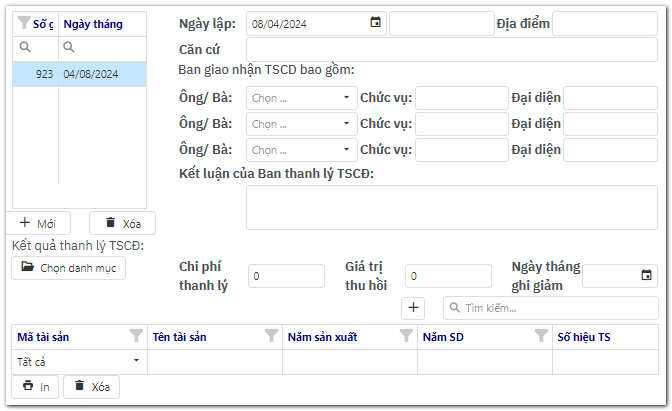 Số g Ngày tháng
923 04/08/2024
Mới Xóa
Kết quả thanh lý TSCĐ:
Chọn danh mục
Ngày lập: 08/04/2024 Địa điểm
Căn cứ
Ban giao nhận TSCD bao gồm:
Ông/ Bà: Chọn ... Chức vụ: Đại diện
Ông/ Bà: Chọn ... Chức vụ: Đại diện
Ông/ Bà: Chọn ... Chức vụ: Đại diện
Kết luận của Ban thanh lý TSCĐ:
Chi phí thanh lý 0 Giá trị thu hồi 0 Ngày tháng ghi giảm
Tìm kiếm...
Mã tài sản Tên tài sản Năm sản xuất Năm SD Số hiệu TS
Tất cả
In Xóa